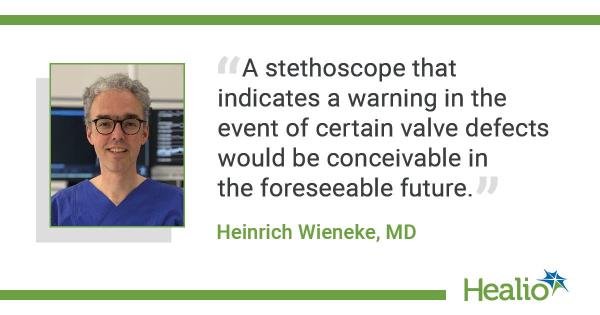 “A stethoscope that
indicates a warning in the
event of certain valve defects
would be conceivable in
the foreseeable future.”
Heinrich Wieneke, MD
Healio